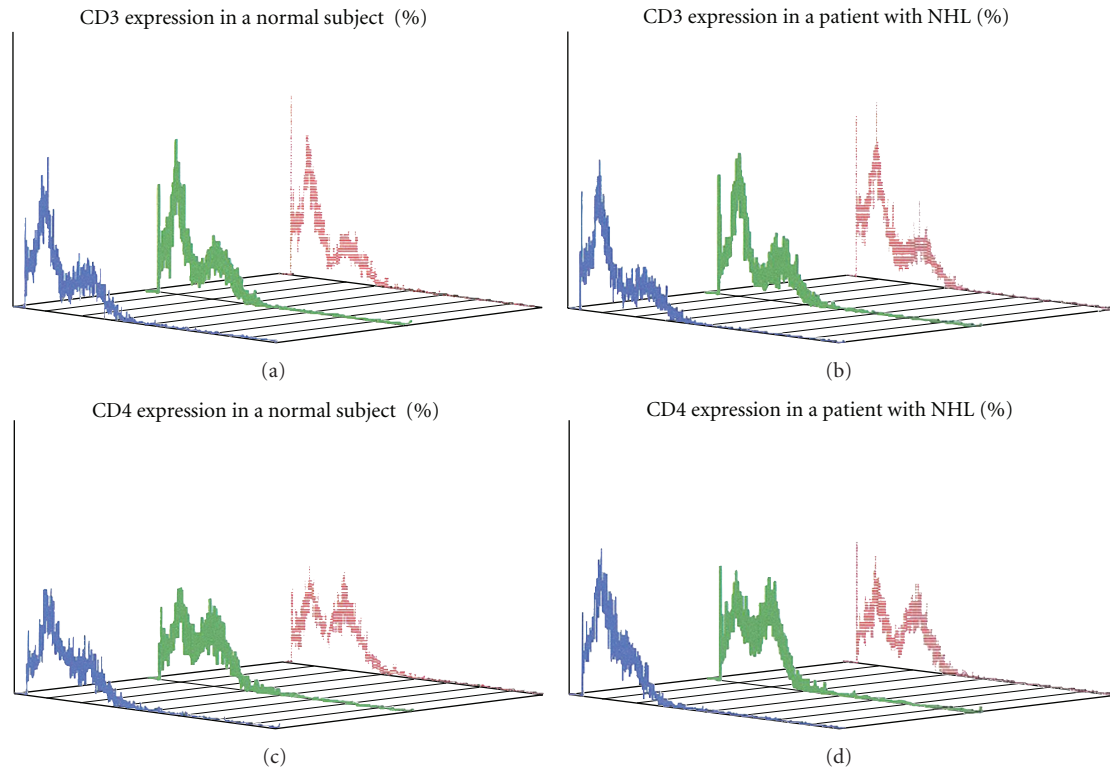 CD3 expression in a normal subject (%)
CD3 expression in a patient with NHL (%)
(a)
(b)
CD4 expression in a normal subject (%)
CD4 expression in a patient with NHL (%)
(c)
(d)